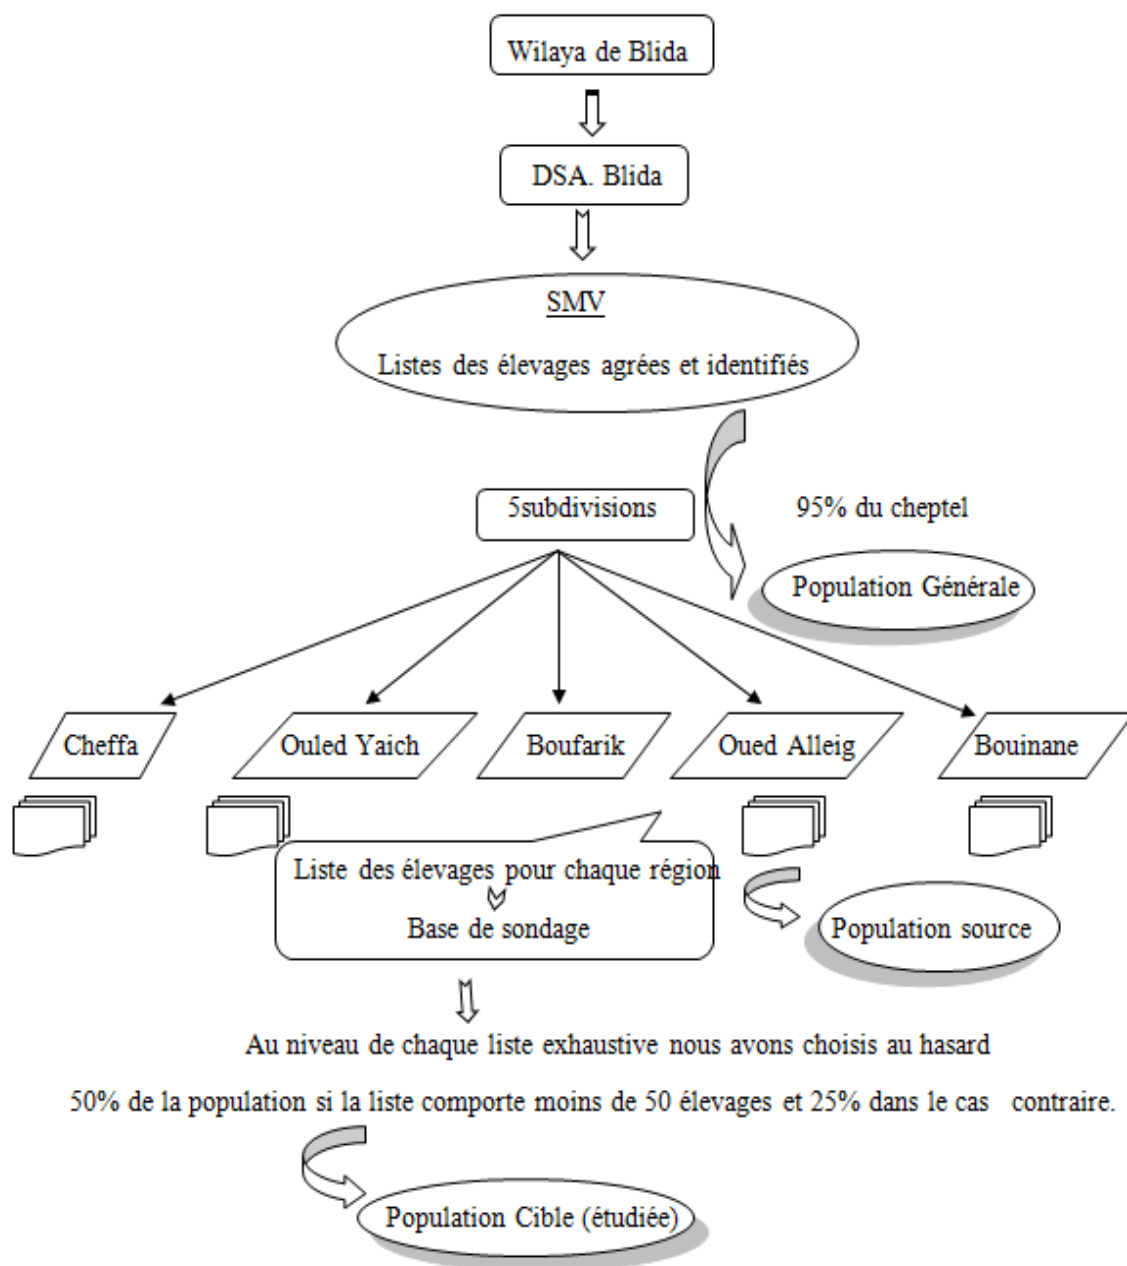 Wilaya de Blida
DSA. Blida
SMV
Listes des élevages agrées et identifiés
5subdivisions
95% du cheptel
Population Générale
Cheffa
Ouled Yaich
Boufarik
Oued Alleig
Bouinane
Liste des élevages pour chaque région
Base de sondage
Population source
Au niveau de chaque liste exhaustive nous avons choisis au hasard
50% de la population si la liste comporte moins de 50 élevages et 25% dans le cas contraire.
Population Cible (étudiée)